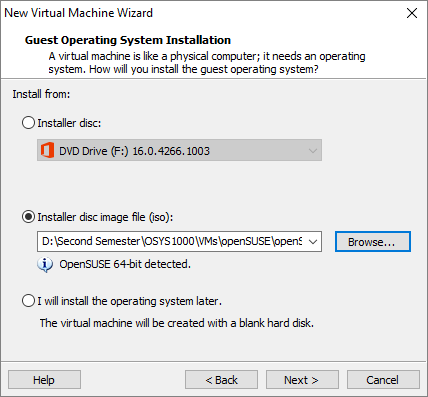 New Virtual Machine Wizard
Guest Operating System Installation
A virtual machine is like a physical computer; it needs an operating
system. How will you install the guest operating system?
Install from:
Installer disc:
DVD Drive (F:) 16.0.4266.1003
Installer disc image file (iso):
D:\Second Semester\OSYS1000\VMs\openSUSE\openS
Browse...
OpenSUSE 64-bit detected.
I will install the operating system later.
The virtual machine will be created with a blank hard disk.
Help
< Back
Next >
Cancel